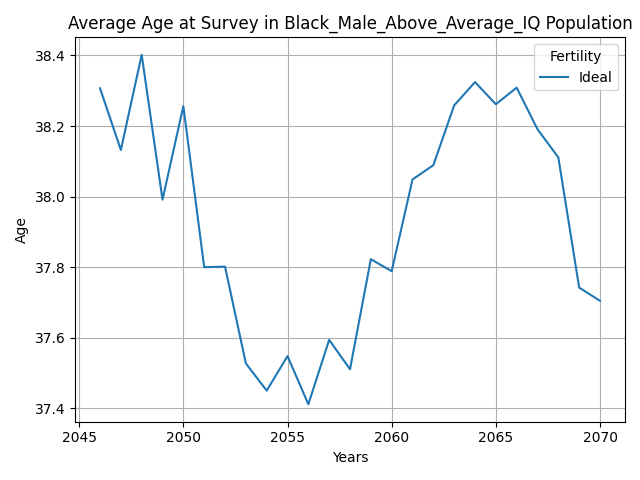 Average Age at Survey in Black_Male_Above_Average_IQ Population
Fertility
Ideal
38.4
38.2
38.0
37.8
37.6
37.4
Age
2045
2050
2055
2060
2065
2070
Years